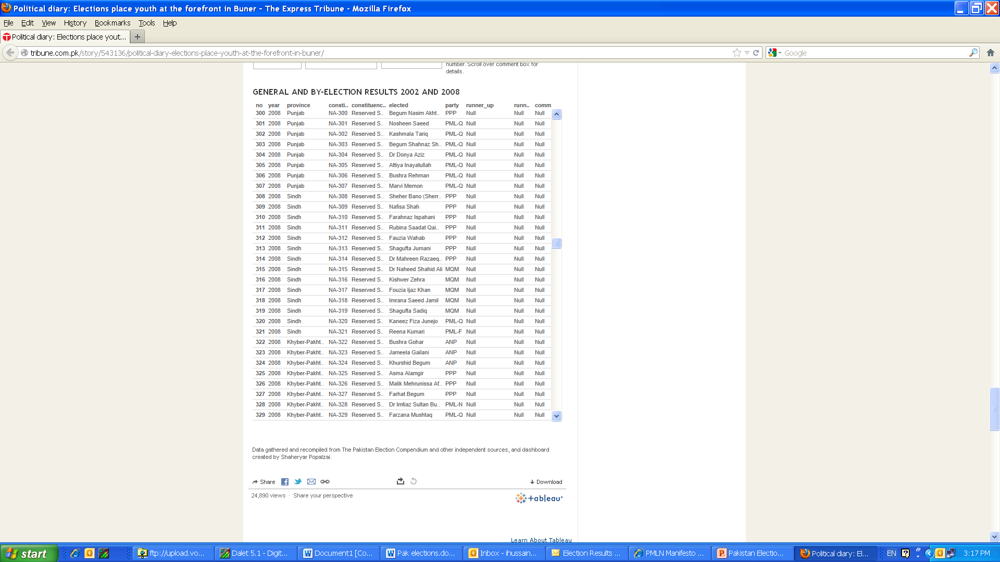 Political diary: Elections place youth at the forefront in Buner - The Express Tribune - Mozilla Firefox
File Edit View History Bookmarks Tools Help
Political diary: Elections place yout... +
tribune.com.pk/story/543136/political-diary-elections-place-youth-at-the-forefront-in-buner/ Google
number. Scroll over comment box for
details.
GENERAL AND BY-ELECTION RESULTS 2002 AND 2008
no year province consti.. constituenc.. elected party runner_up runn.. comm
300 2008 Punjab NA-300 Reserved S.. Begum Nasim Akht.. PPP Null Null Null
301 2008 Punjab NA-301 Reserved S.. Nosheen Saeed PML-Q Null Null Null
302 2008 Punjab NA-302 Reserved S.. Kashmala Tariq PML-Q Null Null Null
303 2008 Punjab NA-303 Reserved S.. Begum Shahnaz Sh.. PML-Q Null Null Null
304 2008 Punjab NA-304 Reserved S.. Dr Donya Aziz PML-Q Null Null Null
305 2008 Punjab NA-305 Reserved S.. Attiya Inayatullah PML-Q Null Null Null
306 2008 Punjab NA-306 Reserved S.. Bushra Rehman PML-Q Null Null Null
307 2008 Punjab NA-307 Reserved S.. Marvi Memon PML-Q Null Null Null
308 2008 Sindh NA-308 Reserved S.. Sheher Bano (Sherr.. PPP Null Null Null
309 2008 Sindh NA-309 Reserved S.. Nafisa Shah PPP Null Null Null
310 2008 Sindh NA-310 Reserved S.. Farahnaz Ispahani PPP Null Null Null
311 2008 Sindh NA-311 Reserved S.. Rubina Saadat Qai.. PPP Null Null Null
312 2008 Sindh NA-312 Reserved S.. Fauzia Wahab PPP Null Null Null
313 2008 Sindh NA-313 Reserved S.. Shagufta Jumani PPP Null Null Null
314 2008 Sindh NA-314 Reserved S.. Dr Mahreen Razaeq.. PPP Null Null Null
315 2008 Sindh NA-315 Reserved S.. Dr Naheed Shahid Ali MQM Null Null Null
316 2008 Sindh NA-316 Reserved S.. Kishwer Zehra MQM Null Null Null
317 2008 Sindh NA-317 Reserved S.. Fouzia Ijaz Khan MQM Null Null Null
318 2008 Sindh NA-318 Reserved S.. Imrana Saeed Jamil MQM Null Null Null
319 2008 Sindh NA-319 Reserved S.. Shagufta Sadiq MQM Null Null Null
320 2008 Sindh NA-320 Reserved S.. Kaneez Fiza Junejo PML-Q Null Null Null
321 2008 Sindh NA-321 Reserved S.. Reena Kumari PML-F Null Null Null
322 2008 Khyber-Pakht.. NA-322 Reserved S.. Bushra Gohar ANP Null Null Null
323 2008 Khyber-Pakht.. NA-323 Reserved S.. Jameela Gailani ANP Null Null Null
324 2008 Khyber-Pakht.. NA-324 Reserved S.. Khurshid Begum ANP Null Null Null
325 2008 Khyber-Pakht.. NA-325 Reserved S.. Asma Alamgir PPP Null Null Null
326 2008 Khyber-Pakht.. NA-326 Reserved S.. Malik Mehrunissa Af.. PPP Null Null Null
327 2008 Khyber-Pakht.. NA-327 Reserved S.. Farhat Begum PPP Null Null Null
328 2008 Khyber-Pakht.. NA-328 Reserved S.. Dr Imtiaz Sultan Bu.. PML-N Null Null Null
329 2008 Khyber-Pakht.. NA-329 Reserved S.. Farzana Mushtaq PML-Q Null Null Null
Data gathered and recompiled from The Pakistan Election Compendium and other independent sources, and dashboard
created by Shaheryar Popalzai.
Share Download
24,890 views · Share your perspective
+ableau
Learn About Tableau
start ftp://upload.vo... Dalet 5.1 - Digit... Document1 [Co... Pak elections.do... Inbox - ihussain... Election Results ... PMLN Manifesto ... Pakistan Electio... Political diary: El... EN 3:17 PM